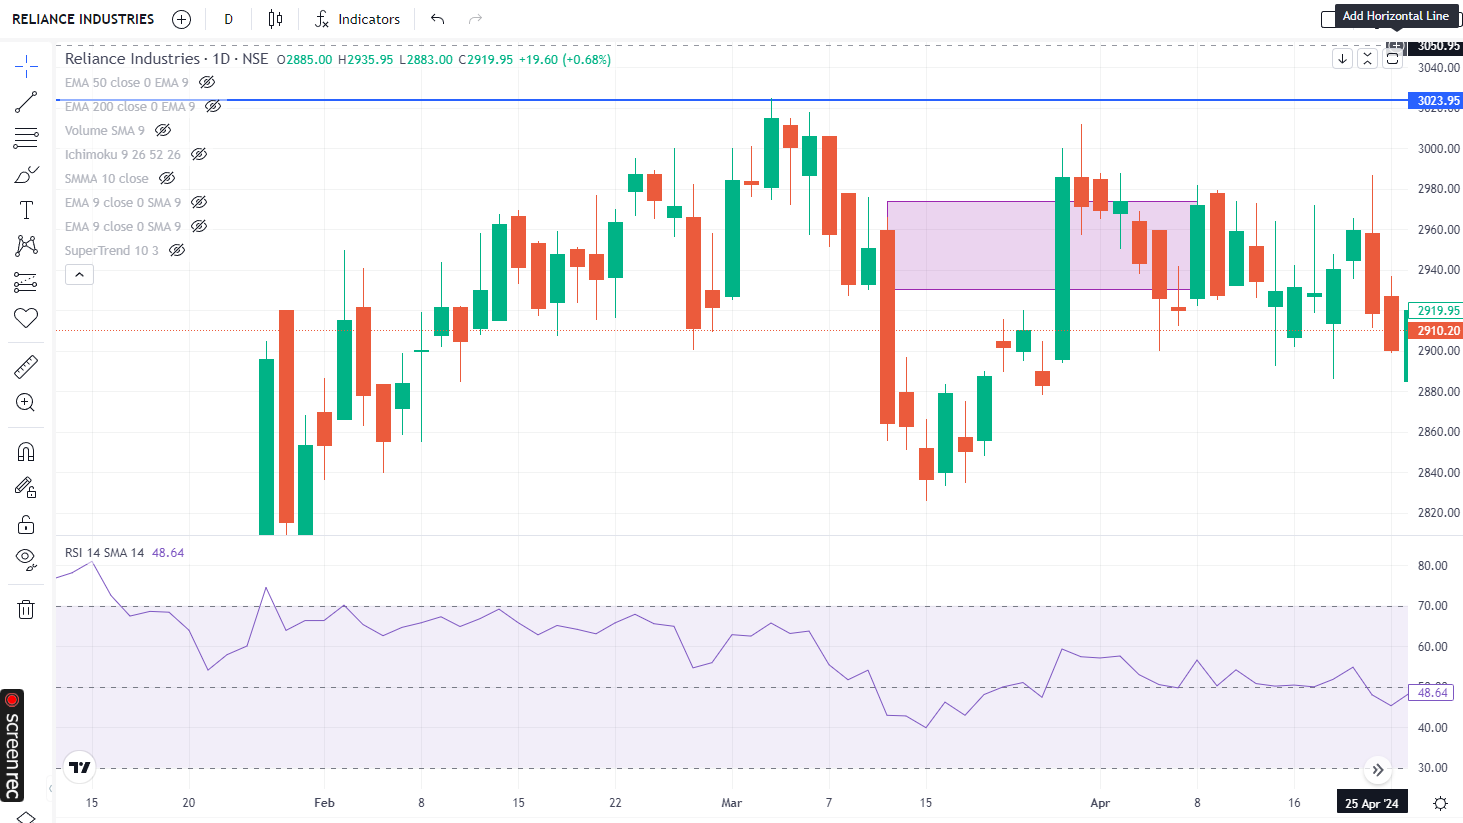 RELIANCE INDUSTRIES D Indicators
Add Horizontal Line
Reliance Industries · 1D · NSE O2885.00 H2935.95 L2883.00 C2919.95 +19.60 (+0.68%)
EMA 50 close 0 EMA 9
EMA 200 close 0 EMA 9
Volume SMA 9
Ichimoku 9 26 52 26
SMMA 10 close
EMA 9 close 0 SMA 9
EMA 9 close 0 SMA 9
SuperTrend 10 3
3050.95
3040.00
3023.95
3000.00
2980.00
2960.00
2940.00
2919.95
2910.20
2900.00
2880.00
2860.00
2840.00
2820.00
RSI 14 SMA 14 48.64
80.00
70.00
60.00
48.64
40.00
30.00
screenrec
15 20 Feb 8 15 22 Mar 7 15 Apr 8 16 25 Apr '24